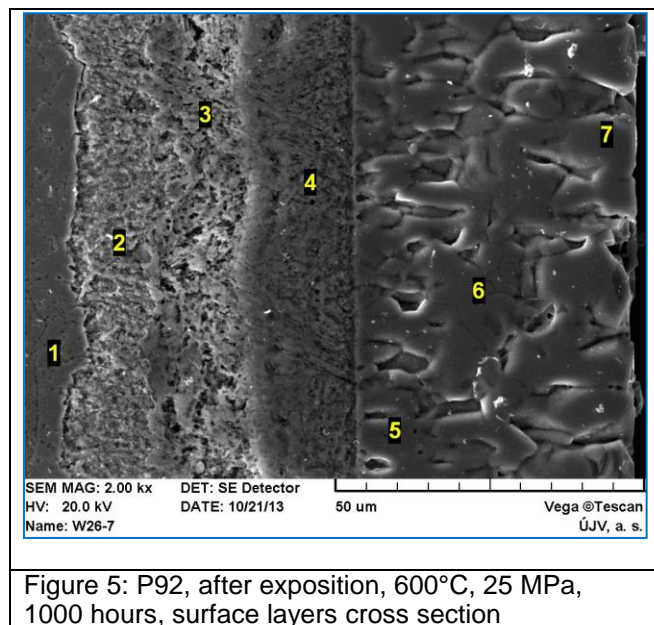 3
7
4
2
6
1
5
SEM MAG: 2.00 kx DET: SE Detector
HV: 20.0 kV DATE: 10/21/13 50 um Vega ©Tescan
Name: W26-7 ÚJV, a. s.
Figure 5: P92, after exposition, 600°C, 25 MPa,
1000 hours, surface layers cross section